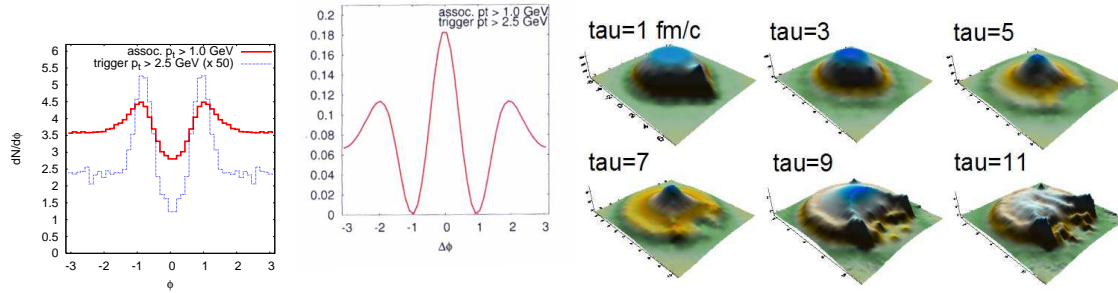 assoc. pt > 1.0 GeV
trigger pt > 2.5 GeV (x 50)
dN/dϕ
6
5.5
5
4.5
4
3.5
3
2.5
2
1.5
1
0.5
0
-3 -2 -1 0 1 2 3
ϕ
assoc. pt > 1.0 GeV
trigger pt > 2.5 GeV
0.2
0.18
0.16
0.14
0.12
0.10
.08
0.06
0.04
0.02
0
-3 -2 -1 0 1 2 3
Δϕ
tau=1 fm/c
tau=3
tau=5
tau=7
tau=9
tau=11